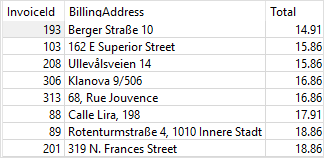 InvoiceId BillingAddress Total
193 Berger Straße 10 14.91
103 162 E Superior Street 15.86
208 Ullevålsveien 14 15.86
306 Klanova 9/506 16.86
313 68, Rue Jouvence 16.86
88 Calle Lira, 198 17.91
89 Rotenturmstraße 4, 1010 Innere Stadt 18.86
201 319 N. Frances Street 18.86